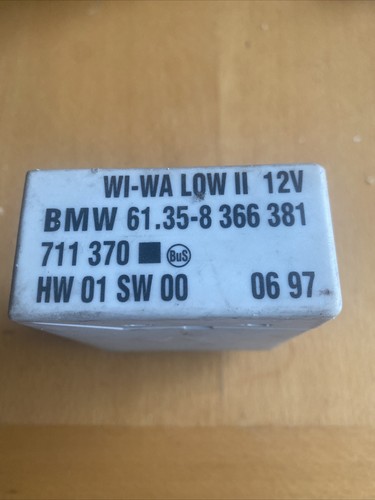 WI-WA LOW II 12V
BMW 61.35-8 366 381
711 370 BuS
HW 01 SW 00 06 97